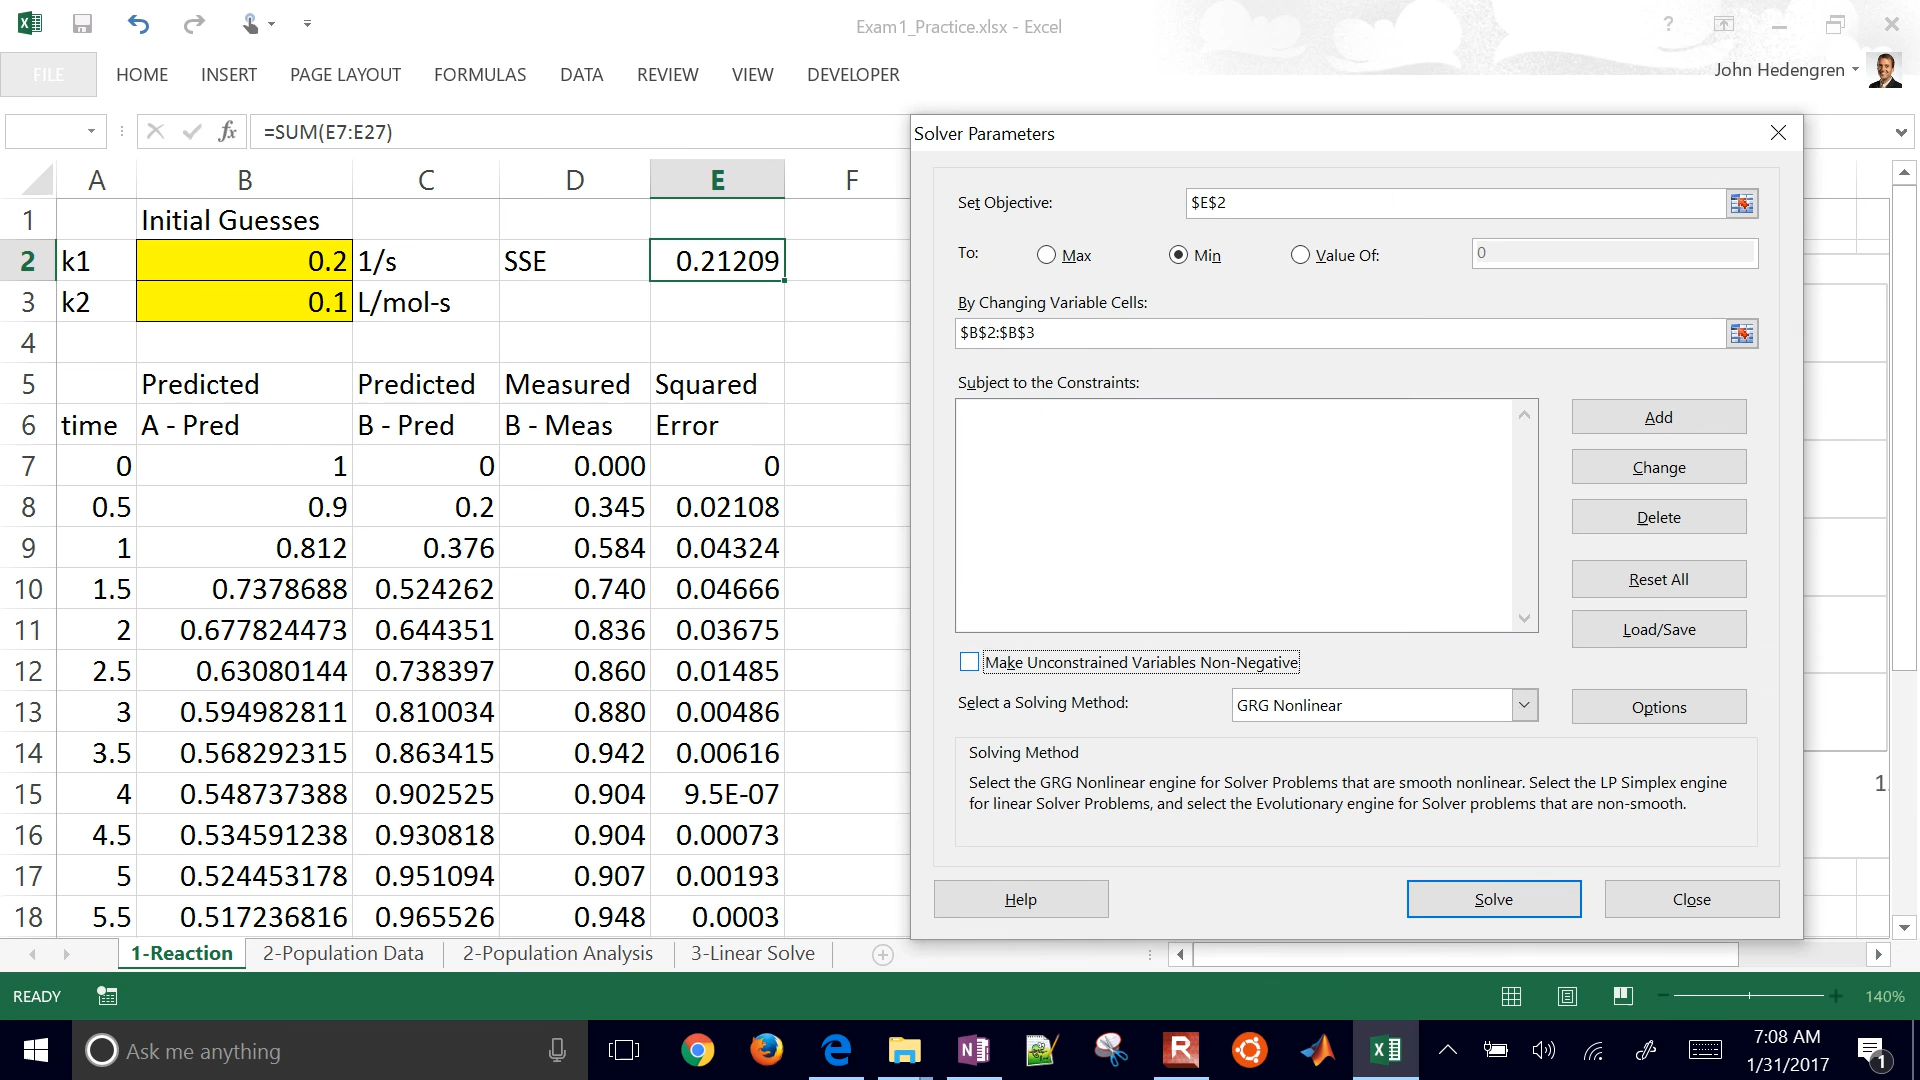 Exam1_Practice.xlsx - Excel
FILE HOME INSERT PAGE LAYOUT FORMULAS DATA REVIEW VIEW DEVELOPER
John Hedengren
=SUM(E7:E27)
A B C D E F
1 Initial Guesses
2 k1 0.2 1/s SSE 0.21209
3 k2 0.1 L/mol-s
4
5 Predicted Predicted Measured Squared
6 time A - Pred B - Pred B - Meas Error
7 0 1 0 0.000 0
8 0.5 0.9 0.2 0.345 0.02108
9 1 0.812 0.376 0.584 0.04324
10 1.5 0.7378688 0.524262 0.740 0.04666
11 2 0.677824473 0.644351 0.836 0.03675
12 2.5 0.63080144 0.738397 0.860 0.01485
13 3 0.594982811 0.810034 0.880 0.00486
14 3.5 0.568292315 0.863415 0.942 0.00616
15 4 0.548737388 0.902525 0.904 9.5E-07
16 4.5 0.534591238 0.930818 0.904 0.00073
17 5 0.524453178 0.951094 0.907 0.00193
18 5.5 0.517236816 0.965526 0.948 0.0003
Solver Parameters
Set Objective: $E$2
To: Max Min Value Of: 0
By Changing Variable Cells:
$B$2:$B$3
Subject to the Constraints:
Add
Change
Delete
Reset All
Load/Save
Make Unconstrained Variables Non-Negative
Select a Solving Method: GRG Nonlinear Options
Solving Method
Select the GRG Nonlinear engine for Solver Problems that are smooth nonlinear. Select the LP Simplex engine
for linear Solver Problems, and select the Evolutionary engine for Solver problems that are non-smooth.
Help Solve Close
1
1-Reaction 2-Population Data 2-Population Analysis 3-Linear Solve
READY 140%
Ask me anything
7:08 AM
1/31/2017
1